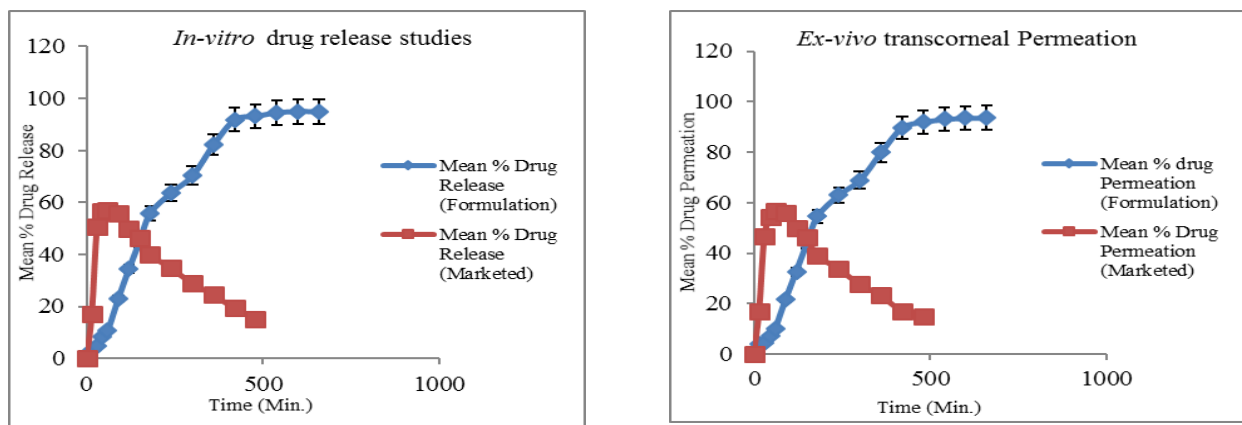 In-vitro drug release studies
120
100
80
60
40
20
0
Mean % Drug Release
0 500 1000
Time (Min.)
Mean % Drug
Release
(Formulation)
Mean % Drug
Release
(Marketed)
Ex-vivo transcorneal Permeation
120
100
80
60
40
20
0
Mean % Drug Permeation
0 500 1000
Time (Min.)
Mean % drug
Permeation
(Formulation)
Mean % Drug
Permeation
(Marketed)